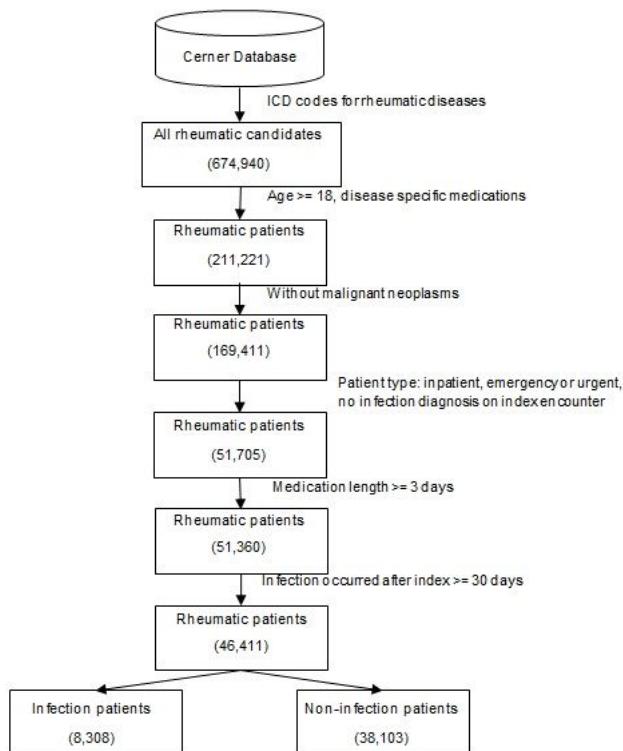 Cerner Database
ICD codes for rheumatic diseases
All rheumatic candidates
(674,940)
Age >= 18, disease specific medications
Rheumatic patients
(211,221)
Without malignant neoplasms
Rheumatic patients
(169,411)
Patient type: inpatient, emergency or urgent,
no infection diagnosis on index encounter
Rheumatic patients
(51,705)
Medication length >= 3 days
Rheumatic patients
(51,360)
Infection occurred after index >= 30 days
Rheumatic patients
(46,411)
Infection patients
(8,308)
Non-infection patients
(38,103)